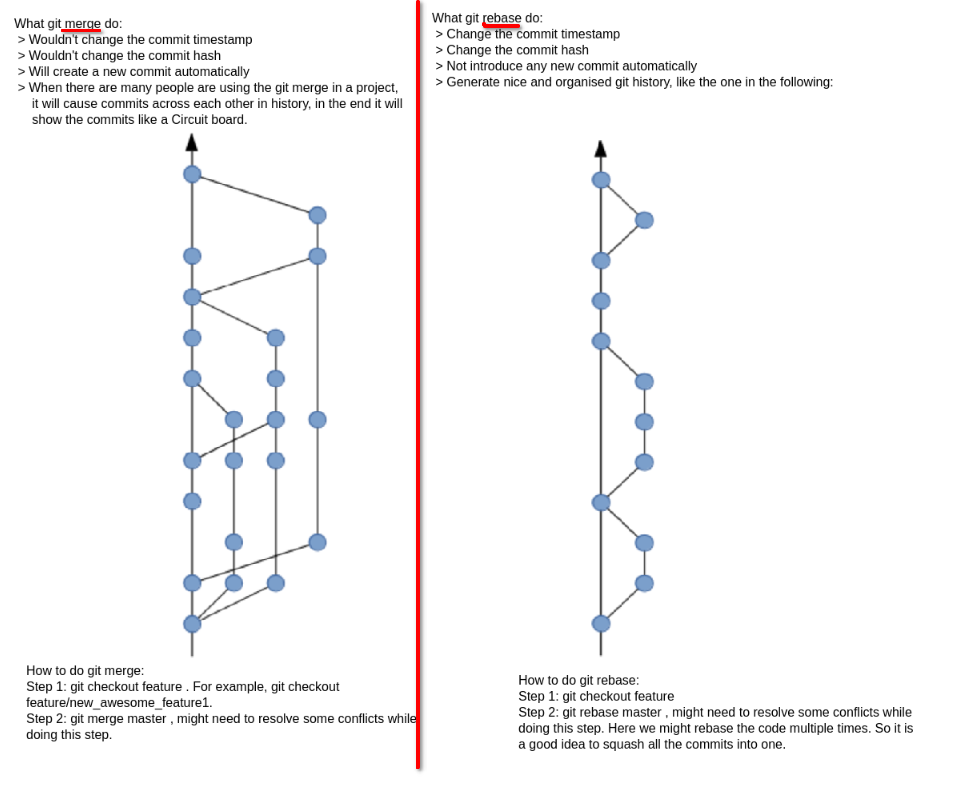 What git merge do:
> Wouldn't change the commit timestamp
> Wouldn't change the commit hash
> Will create a new commit automatically
> When there are many people are using the git merge in a project,
it will cause commits across each other in history, in the end it will
show the commits like a Circuit board.
How to do git merge:
Step 1: git checkout feature . For example, git checkout
feature/new_awesome_feature1.
Step 2: git merge master , might need to resolve some conflicts while
doing this step.
What git rebase do:
> Change the commit timestamp
> Change the commit hash
> Not introduce any new commit automatically
> Generate nice and organised git history, like the one in the following:
How to do git rebase:
Step 1: git checkout feature
Step 2: git rebase master , might need to resolve some conflicts while
doing this step. Here we might rebase the code multiple times. So it is
a good idea to squash all the commits into one.